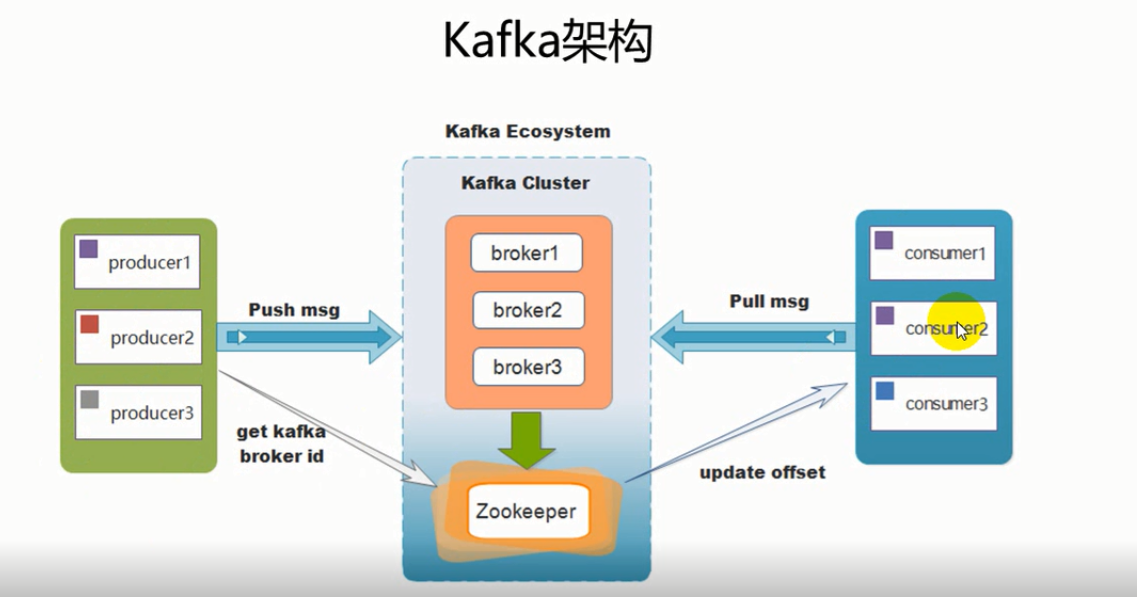 Kafka架构
Kafka Ecosystem
Kafka Cluster
producer1
producer2
producer3
Push msg
get kafka
broker id
broker1
broker2
broker3
Zookeeper
Pull msg
update offset
consumer1
consumer2
consumer3